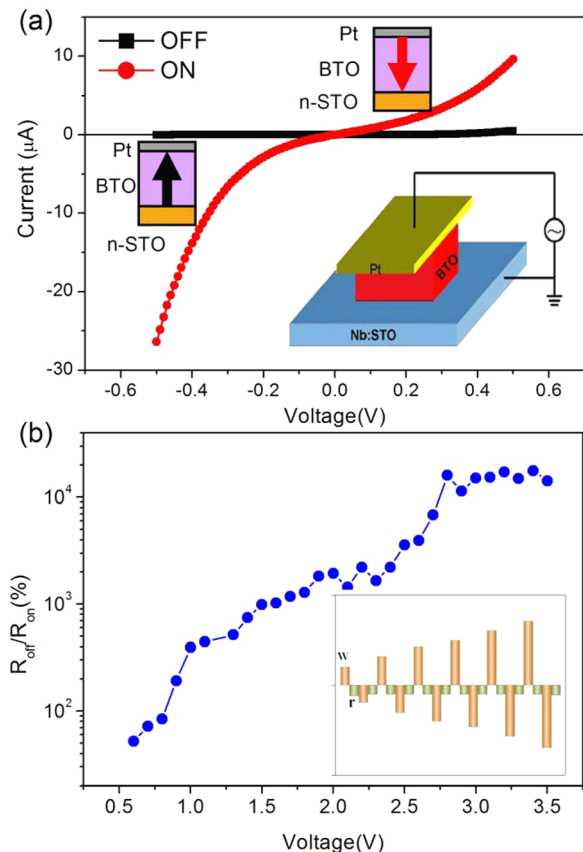 (a)
OFF
ON
Pt
BTO
n-STO
Pt
BTO
n-STO
Pt
BTO
Nb:STO
10
0
-10
-20
-30
Current (μA)
-0.6
-0.4
-0.2
0.0
0.2
0.4
0.6
Voltage(V)
(b)
10^4
10^3
10^2
R_off/R_on(%)
w
r
0.5
1.0
1.5
2.0
2.5
3.0
3.5
Voltage(V)